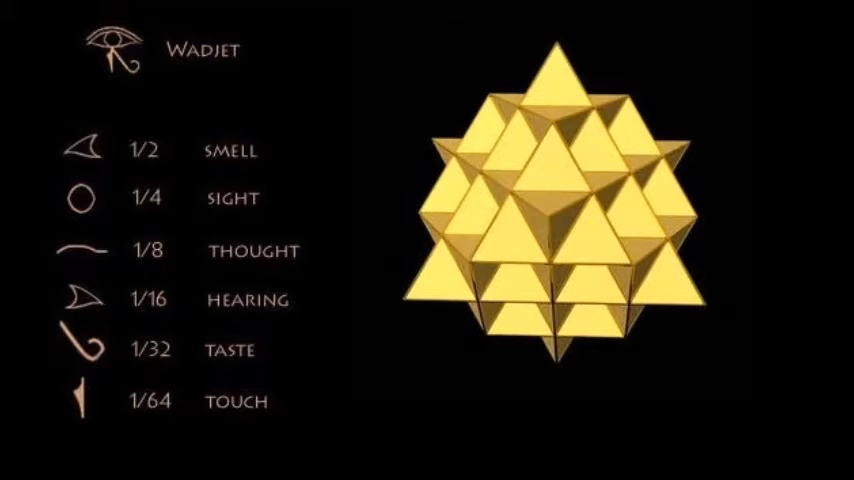 WADJET
1/2 SMELL
1/4 SIGHT
1/8 THOUGHT
1/16 HEARING
1/32 TASTE
1/64 TOUCH